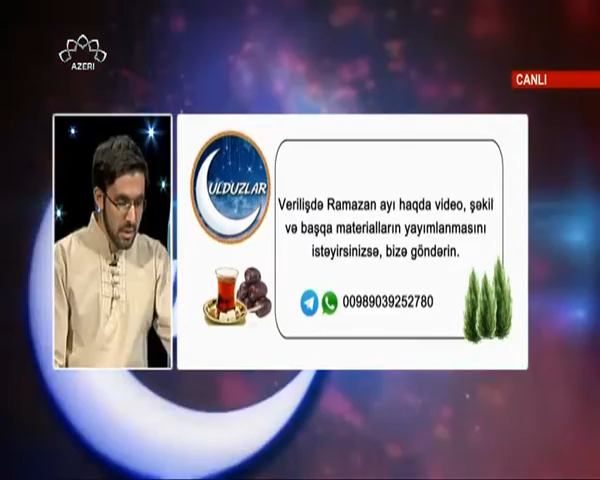 AZERI
CANLI
ULDUZLAR
Verilişdə Ramazan ayı haqda video, şəkil
və başqa materialların yayımlanmasını
istəyirsinizsə, bizə göndərin.
00989039252780